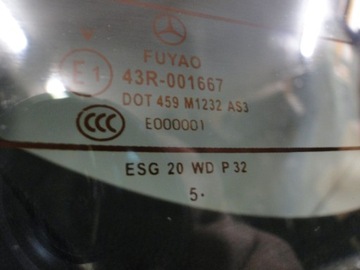 FUYAO
E1 43R-001667
DOT 459 M1232 AS3
CCC E000001
ESG 20 WD P 32
5·